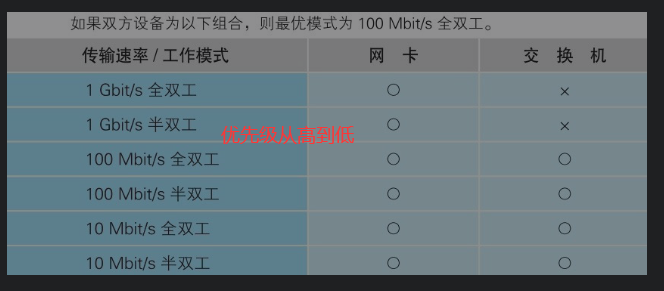 如果双方设备为以下组合，则最优模式为 100 Mbit/s 全双工。
传输速率 / 工作模式 网 卡 交 换 机
1 Gbit/s 全双工 ○ ×
1 Gbit/s 半双工 ○ ×
优先级从高到低
100 Mbit/s 全双工 ○ ○
100 Mbit/s 半双工 ○ ○
10 Mbit/s 全双工 ○ ○
10 Mbit/s 半双工 ○ ○